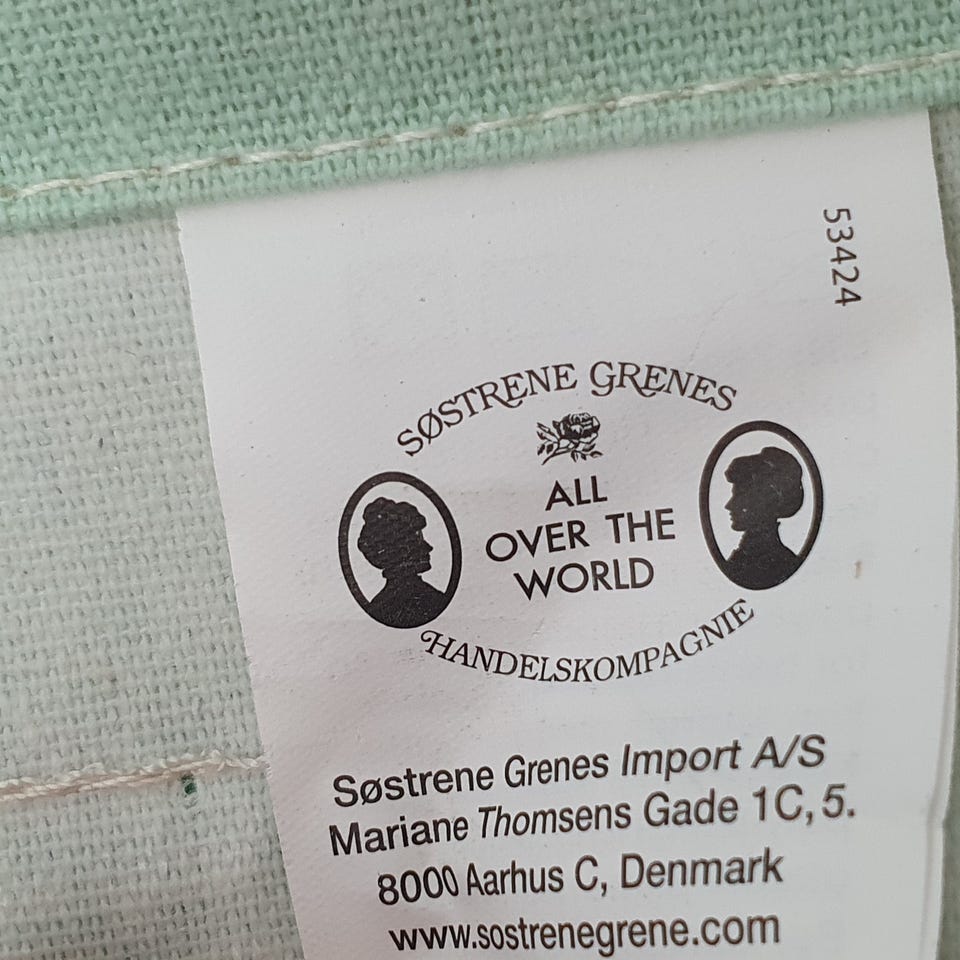 53424
SØSTRENE GRENES
ALL
OVER THE
WORLD
HANDELSKOMPAGNIE
Søstrene Grenes Import A/S
Mariane Thomsens Gade 1C, 5.
8000 Aarhus C, Denmark
www.sostrenegrene.com